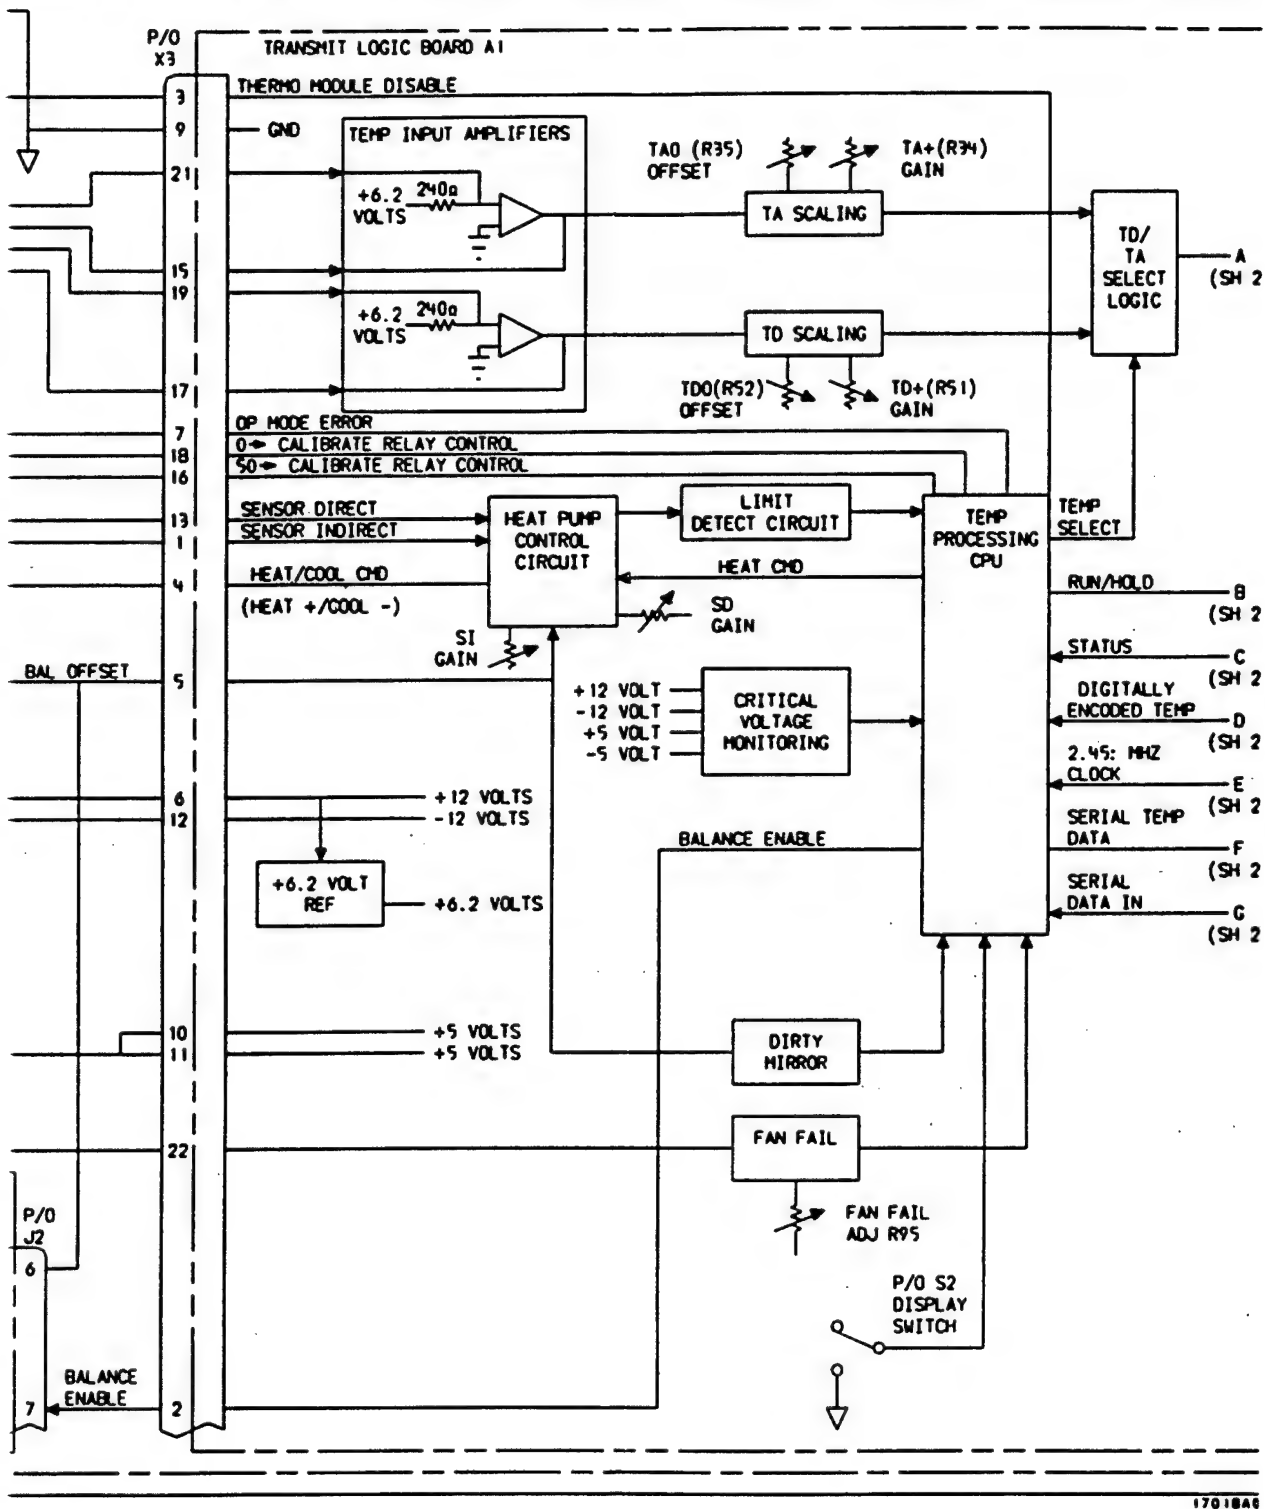 P/O
X3
TRANSMIT LOGIC BOARD A1
3
THERMO MODULE DISABLE
9
GND
TEMP INPUT AMPLIFIERS
21
+6.2
VOLTS
240Ω
15
19
+6.2
VOLTS
240Ω
17
TA0 (R35)
OFFSET
TA+(R34)
GAIN
TA SCALING
TD SCALING
TD0(R52)
OFFSET
TD+(R51)
GAIN
TD/
TA
SELECT
LOGIC
A
(SH 2
7
OP MODE ERROR
18
0 CALIBRATE RELAY CONTROL
16
50 CALIBRATE RELAY CONTROL
13
SENSOR DIRECT
1
SENSOR INDIRECT
4
HEAT/COOL CMD
(HEAT +/COOL -)
HEAT PUMP
CONTROL
CIRCUIT
LIMIT
DETECT CIRCUIT
HEAT CMD
SD
GAIN
SI
GAIN
TEMP
PROCESSING
CPU
TEMP
SELECT
RUN/HOLD
B
(SH 2
STATUS
C
(SH 2
DIGITALLY
ENCODED TEMP
D
(SH 2
2.45: MHZ
CLOCK
E
(SH 2
SERIAL TEMP
DATA
F
(SH 2
SERIAL
DATA IN
G
(SH 2
BAL OFFSET
5
+12 VOLT
-12 VOLT
+5 VOLT
-5 VOLT
CRITICAL
VOLTAGE
MONITORING
6
+12 VOLTS
12
-12 VOLTS
BALANCE ENABLE
+6.2 VOLT
REF
+6.2 VOLTS
10
+5 VOLTS
11
+5 VOLTS
DIRTY
MIRROR
22
FAN FAIL
FAN FAIL
ADJ R95
P/O
J2
6
P/O S2
DISPLAY
SWITCH
BALANCE
ENABLE
7
2